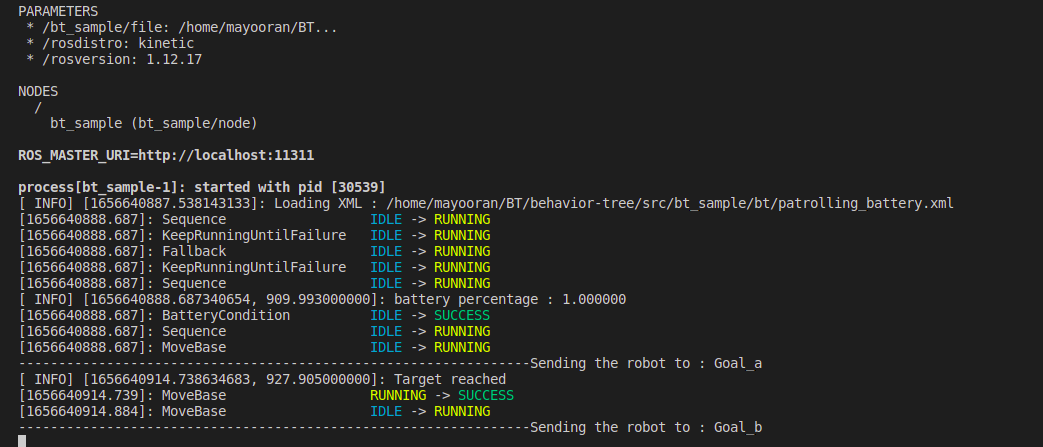 PARAMETERS
* /bt_sample/file: /home/mayooran/BT...
* /rosdistro: kinetic
* /rosversion: 1.12.17
NODES
/
bt_sample (bt_sample/node)
ROS_MASTER_URI=http://localhost:11311
process[bt_sample-1]: started with pid [30539]
[ INFO] [1656640887.538143133]: Loading XML : /home/mayooran/BT/behavior-tree/src/bt_sample/bt/patrolling_battery.xml
[1656640888.687]: Sequence IDLE -> RUNNING
[1656640888.687]: KeepRunningUntilFailure IDLE -> RUNNING
[1656640888.687]: Fallback IDLE -> RUNNING
[1656640888.687]: KeepRunningUntilFailure IDLE -> RUNNING
[1656640888.687]: Sequence IDLE -> RUNNING
[ INFO] [1656640888.687340654, 909.993000000]: battery percentage : 1.000000
[1656640888.687]: BatteryCondition IDLE -> SUCCESS
[1656640888.687]: Sequence IDLE -> RUNNING
[1656640888.687]: MoveBase IDLE -> RUNNING
----------------------------------------------------------------Sending the robot to : Goal_a
[ INFO] [1656640914.738634683, 927.905000000]: Target reached
[1656640914.739]: MoveBase RUNNING -> SUCCESS
[1656640914.884]: MoveBase IDLE -> RUNNING
----------------------------------------------------------------Sending the robot to : Goal_b